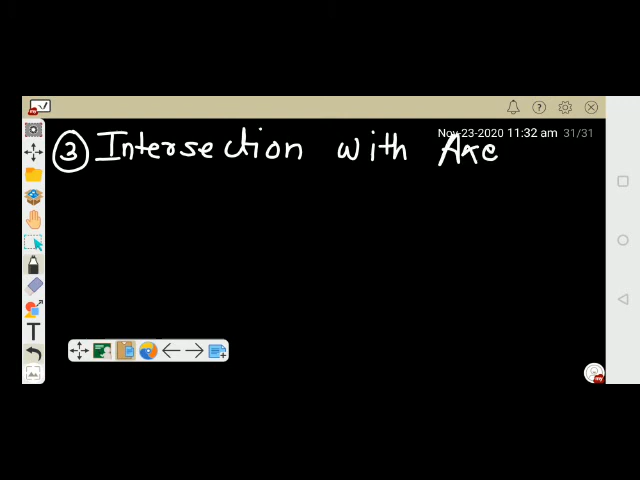 Nov-23-2020 11:32 am 31/31
③ Intersection with Axe
T